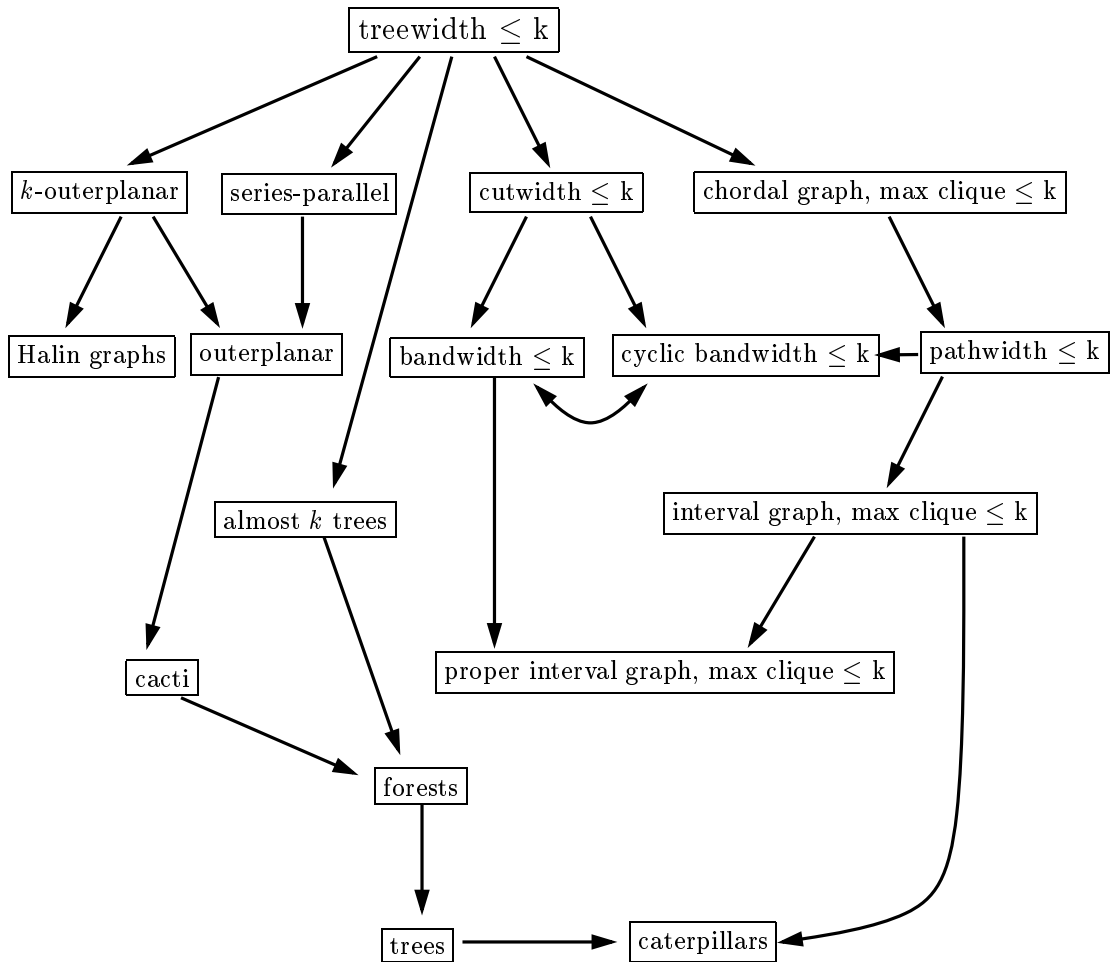 treewidth ≤ k
k-outerplanar
series-parallel
cutwidth ≤ k
chordal graph, max clique ≤ k
Halin graphs
outerplanar
bandwidth ≤ k
cyclic bandwidth ≤ k
pathwidth ≤ k
almost k trees
interval graph, max clique ≤ k
cacti
proper interval graph, max clique ≤ k
forests
trees
caterpillars